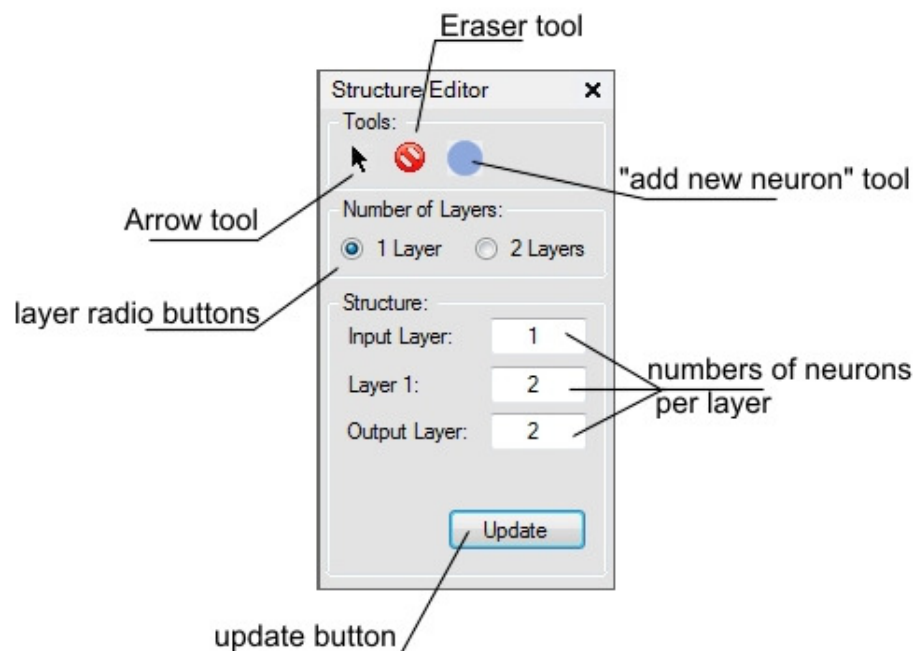 Eraser tool
Structure Editor
Tools:
"add new neuron" tool
Arrow tool
Number of Layers:
1 Layer
2 Layers
layer radio buttons
Structure:
Input Layer: 1
Layer 1: 2
Output Layer: 2
numbers of neurons
per layer
Update
update button